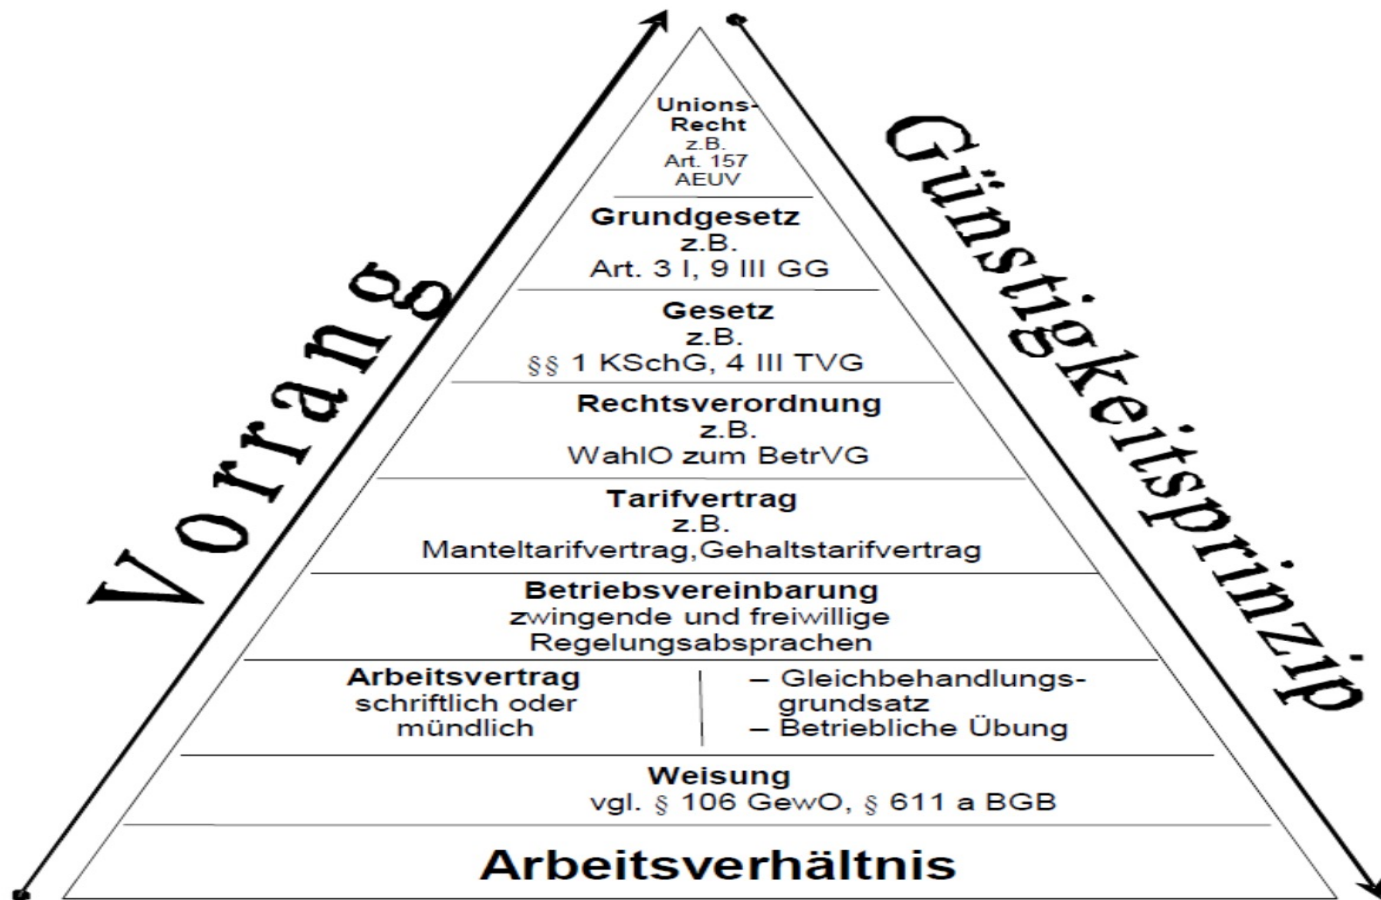 Vorrang
Günstigkeitsprinzip
Unions-
Recht
z.B.
Art. 157
AEUV
Grundgesetz
z.B.
Art. 3 I, 9 III GG
Gesetz
z.B.
§§ 1 KSchG, 4 III TVG
Rechtsverordnung
z.B.
WahlO zum BetrVG
Tarifvertrag
z.B.
Manteltarifvertrag,Gehaltstarifvertrag
Betriebsvereinbarung
zwingende und freiwillige
Regelungsabsprachen
Arbeitsvertrag
schriftlich oder
mündlich
– Gleichbehandlungs-
grundsatz
– Betriebliche Übung
Weisung
vgl. § 106 GewO, § 611 a BGB
Arbeitsverhältnis